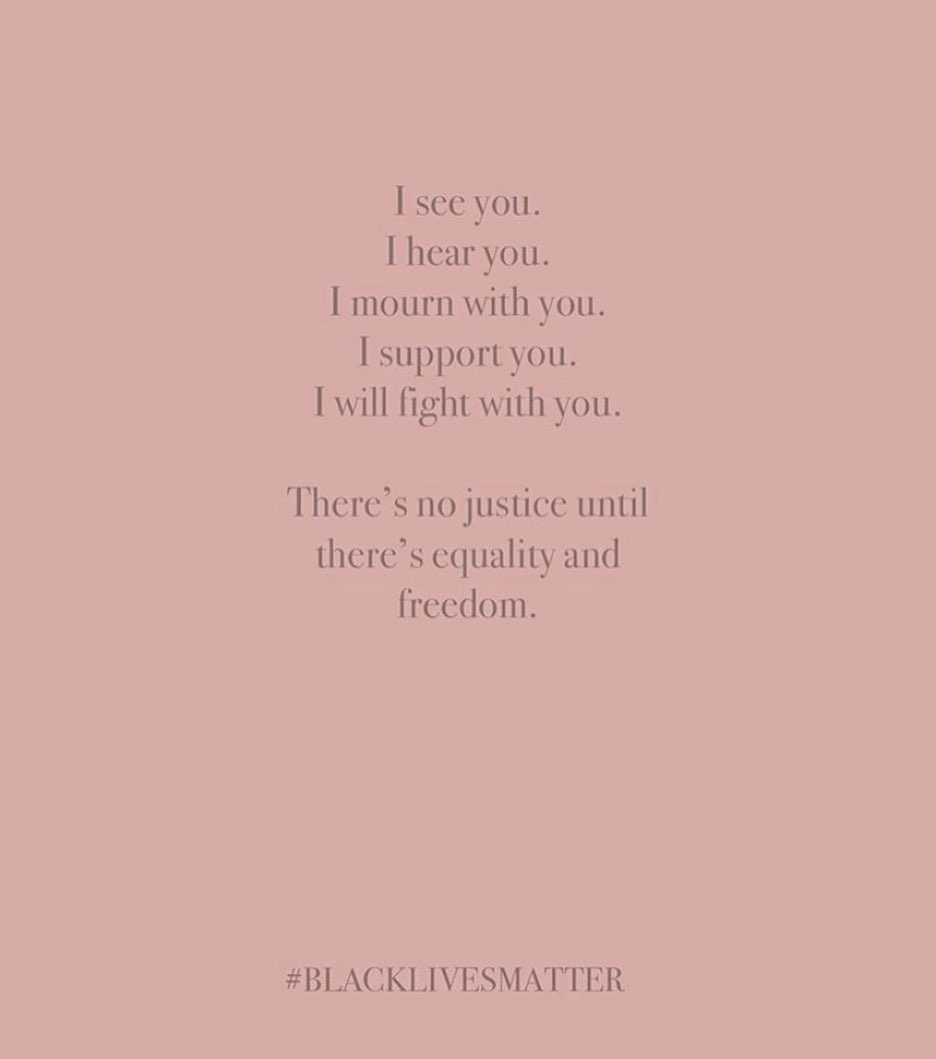 I see you.
I hear you.
I mourn with you.
I support you.
I will fight with you.
There’s no justice until
there’s equality and
freedom.
#BLACKLIVESMATTER